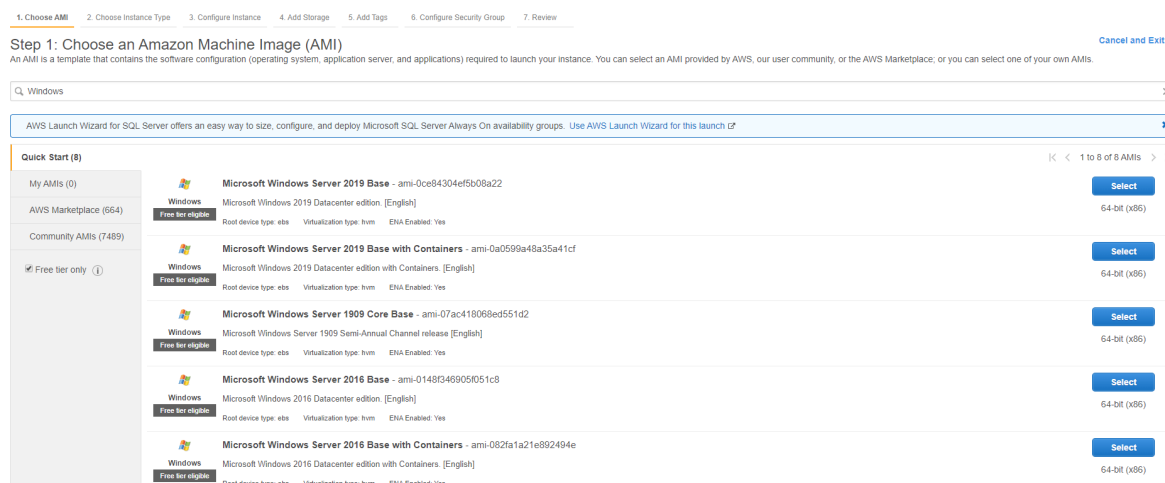 1. Choose AMI 2. Choose Instance Type 3. Configure Instance 4. Add Storage 5. Add Tags 6. Configure Security Group 7. Review
Step 1: Choose an Amazon Machine Image (AMI)
Cancel and Exit
An AMI is a template that contains the software configuration (operating system, application server, and applications) required to launch your instance. You can select an AMI provided by AWS, our user community, or the AWS Marketplace; or you can select one of your own AMIs.
Windows
AWS Launch Wizard for SQL Server offers an easy way to size, configure, and deploy Microsoft SQL Server Always On availability groups. Use AWS Launch Wizard for this launch
Quick Start (8)
1 to 8 of 8 AMIs
My AMIs (0)
AWS Marketplace (664)
Community AMIs (7489)
Free tier only
Microsoft Windows Server 2019 Base - ami-0ce84304ef5b08a22
Select
Windows
Microsoft Windows 2019 Datacenter edition. [English]
64-bit (x86)
Free tier eligible
Root device type: ebs Virtualization type: hvm ENA Enabled: Yes
Microsoft Windows Server 2019 Base with Containers - ami-0a0599a48a35a41cf
Select
Windows
Microsoft Windows 2019 Datacenter edition with Containers. [English]
64-bit (x86)
Free tier eligible
Root device type: ebs Virtualization type: hvm ENA Enabled: Yes
Microsoft Windows Server 1909 Core Base - ami-07ac418068ed551d2
Select
Windows
Microsoft Windows Server 1909 Semi-Annual Channel release [English]
64-bit (x86)
Free tier eligible
Root device type: ebs Virtualization type: hvm ENA Enabled: Yes
Microsoft Windows Server 2016 Base - ami-0148f346905f051c8
Select
Windows
Microsoft Windows 2016 Datacenter edition. [English]
64-bit (x86)
Free tier eligible
Root device type: ebs Virtualization type: hvm ENA Enabled: Yes
Microsoft Windows Server 2016 Base with Containers - ami-082fa1a21e892494e
Select
Windows
Microsoft Windows 2016 Datacenter edition with Containers. [English]
64-bit (x86)
Free tier eligible
Root device type: ebs Virtualization type: hvm ENA Enabled: Yes